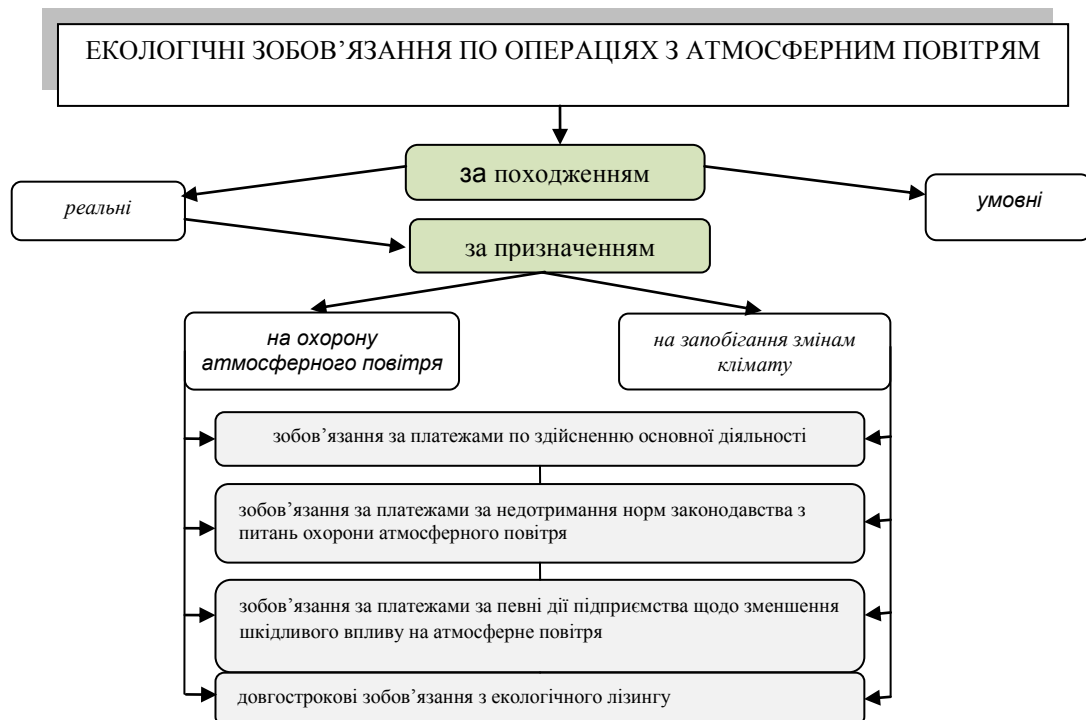 ЕКОЛОГІЧНІ ЗОБОВ’ЯЗАННЯ ПО ОПЕРАЦІЯХ З АТМОСФЕРНИМ ПОВІТРЯМ
за походженням
реальні
умовні
за призначенням
на охорону
атмосферного повітря
на запобігання змінам
клімату
зобов’язання за платежами по здійсненню основної діяльності
зобов’язання за платежами за недотримання норм законодавства з
питань охорони атмосферного повітря
зобов’язання за платежами за певні дії підприємства щодо зменшення
шкідливого впливу на атмосферне повітря
довгострокові зобов’язання з екологічного лізингу